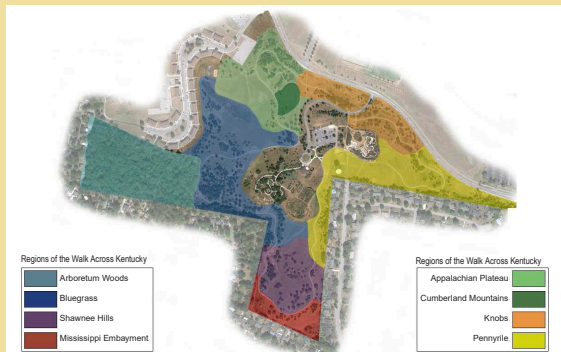 Regions of the Walk Across Kentucky
Arboretum Woods
Bluegrass
Shawnee Hills
Mississippi Embayment
Regions of the Walk Across Kentucky
Appalachian Plateau
Cumberland Mountains
Knobs
Pennyrile